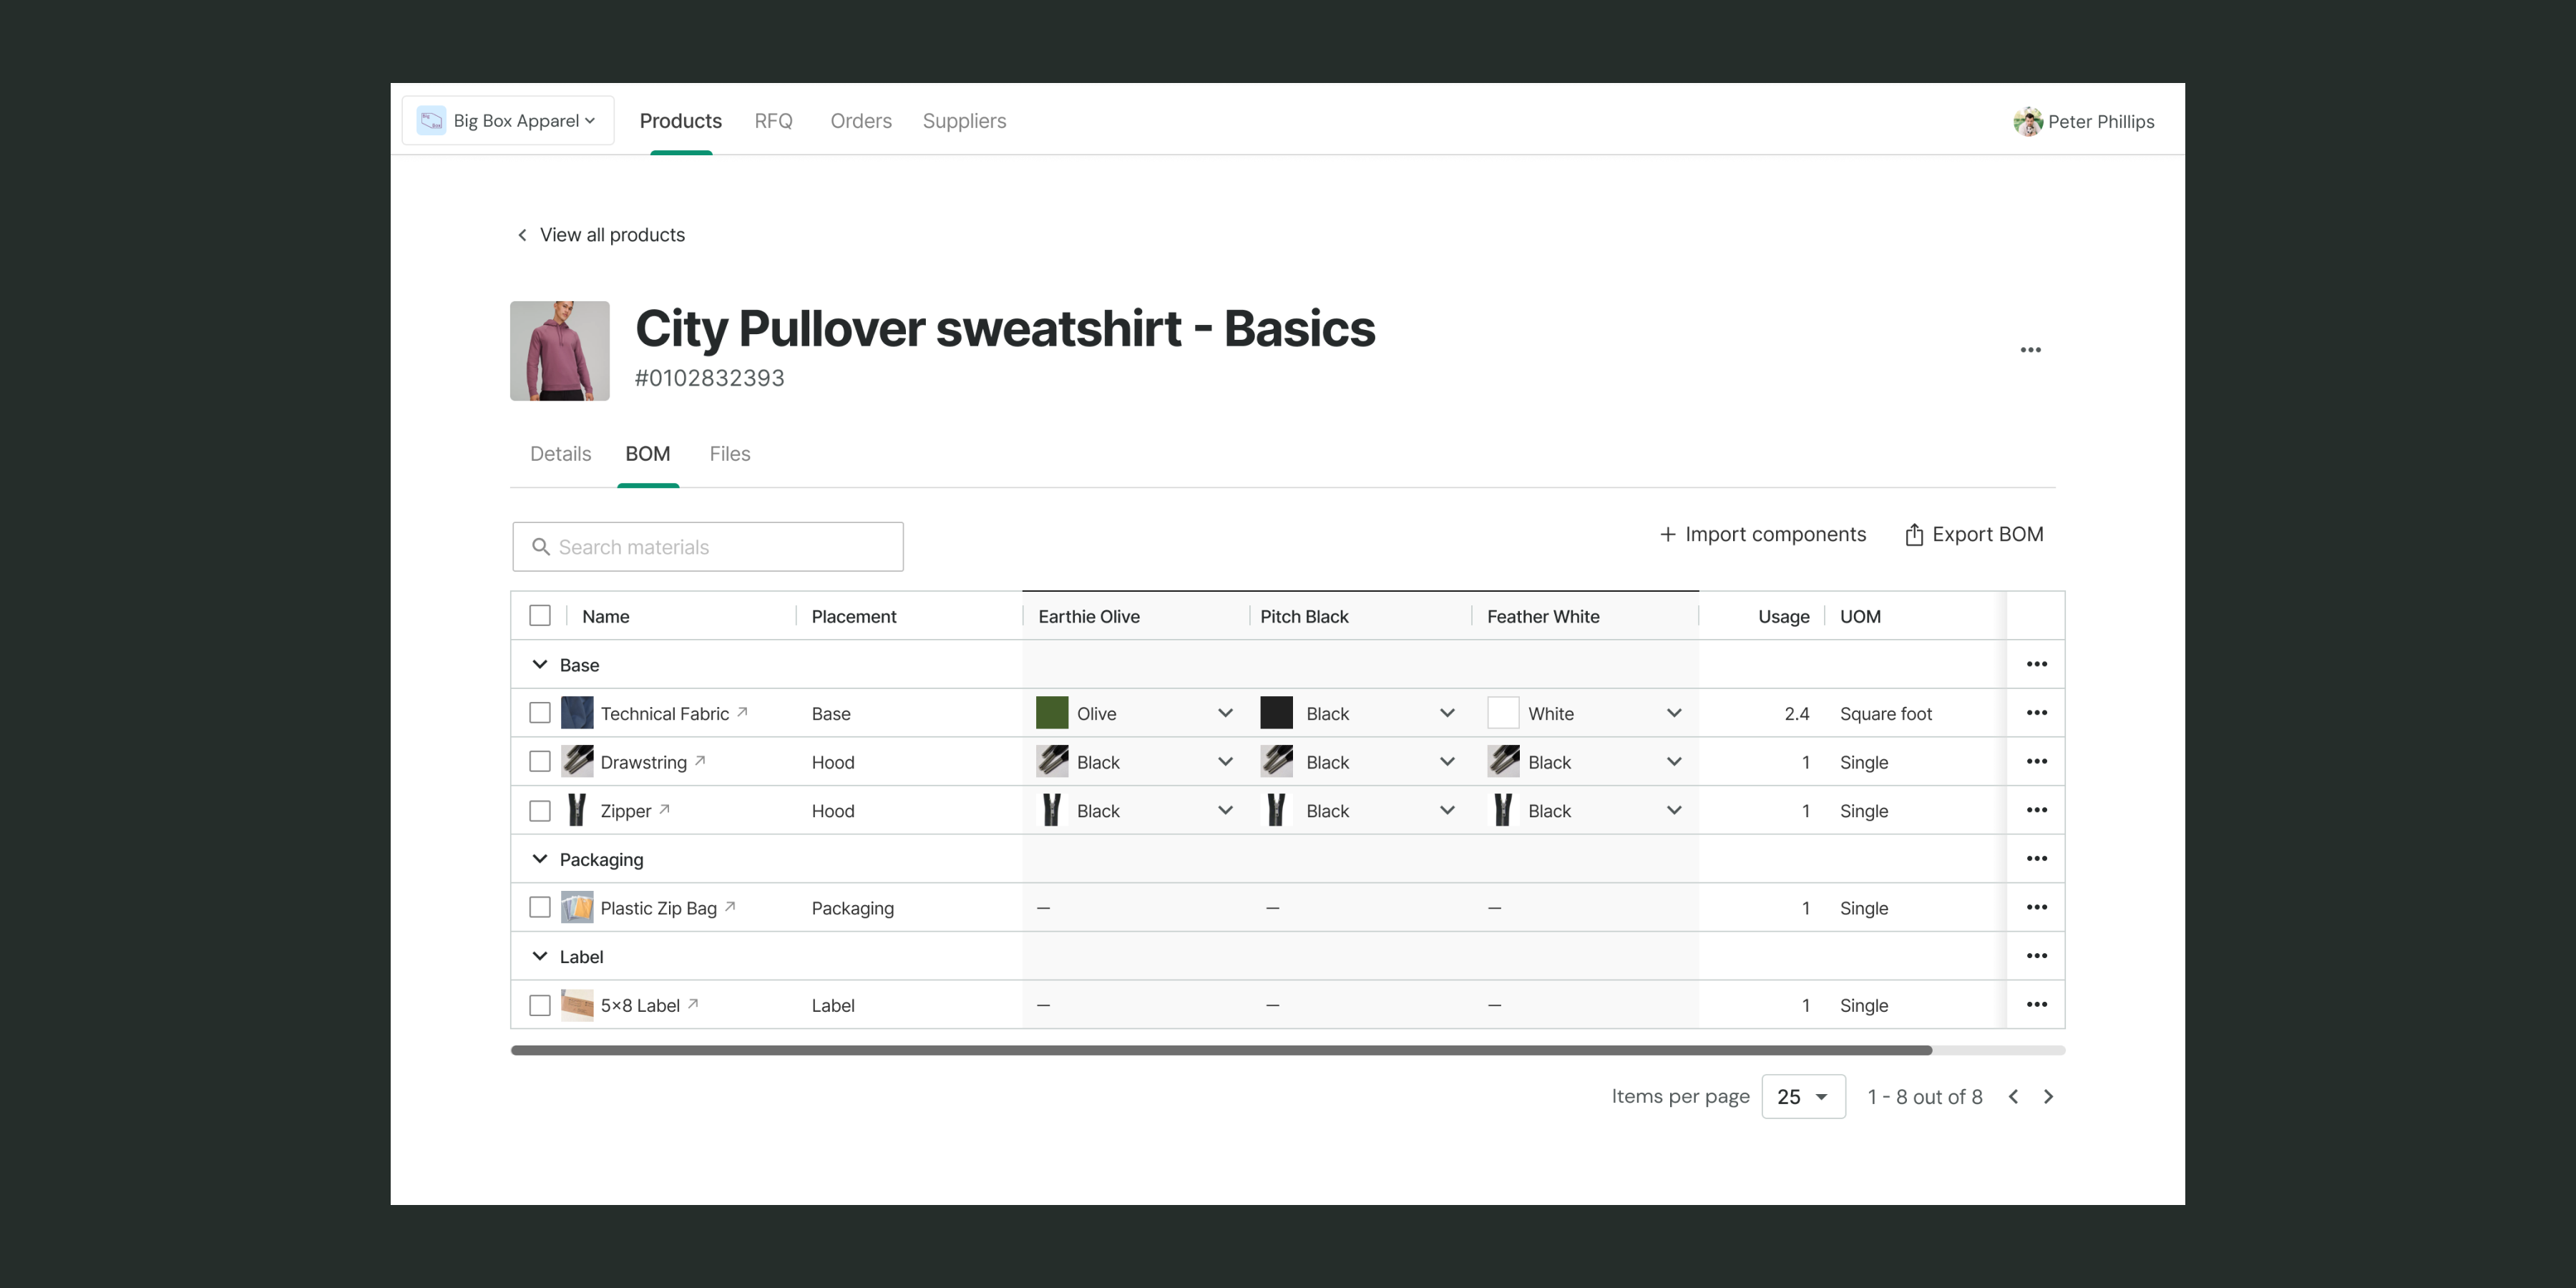 Big Box Apparel Products RFQ Orders Suppliers Peter Phillips
View all products
City Pullover sweatshirt - Basics
#0102832393
Details BOM Files
Search materials + Import components Export BOM
Name Placement Earthie Olive Pitch Black Feather White Usage UOM
Base
Technical Fabric Base Olive Black White 2.4 Square foot
Drawstring Hood Black Black Black 1 Single
Zipper Hood Black Black Black 1 Single
Packaging
Plastic Zip Bag Packaging – – – 1 Single
Label
5×8 Label Label – – – 1 Single
Items per page 25 1 - 8 out of 8